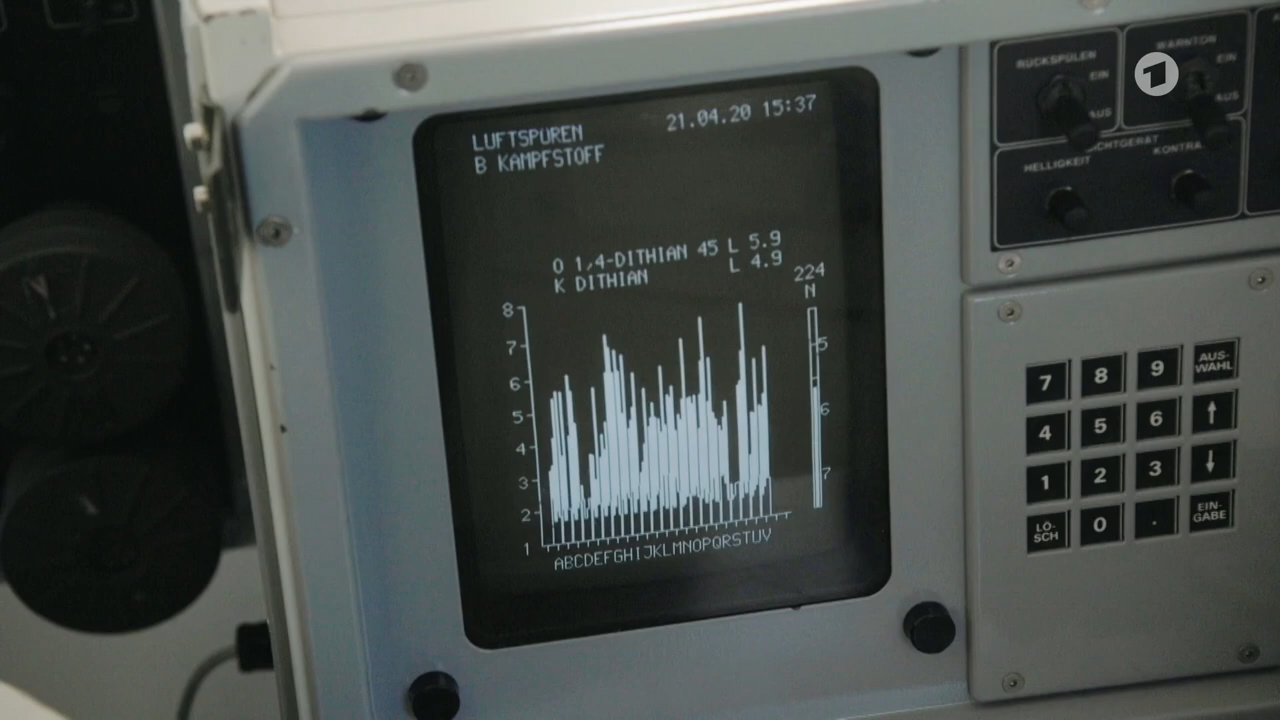 LUFTSPUREN
21.04.20 15:37
B KAMPFSTOFF
O 1,4-DITHIAN 45 L 5.9
K DITHIAN L 4.9
224
N
8
7
6
5
4
3
2
1
5
6
7
ABCDEFGHIJKLMNOPQRSTUV
RÜCKSPÜLEN
EIN
AUS
WARNTON
EIN
AUS
HELLIGKEIT
7 8 9 AUS-
WAHL
4 5 6 ↑
1 2 3 ↓
LÖ-
SCH 0 . EIN-
GABE
1